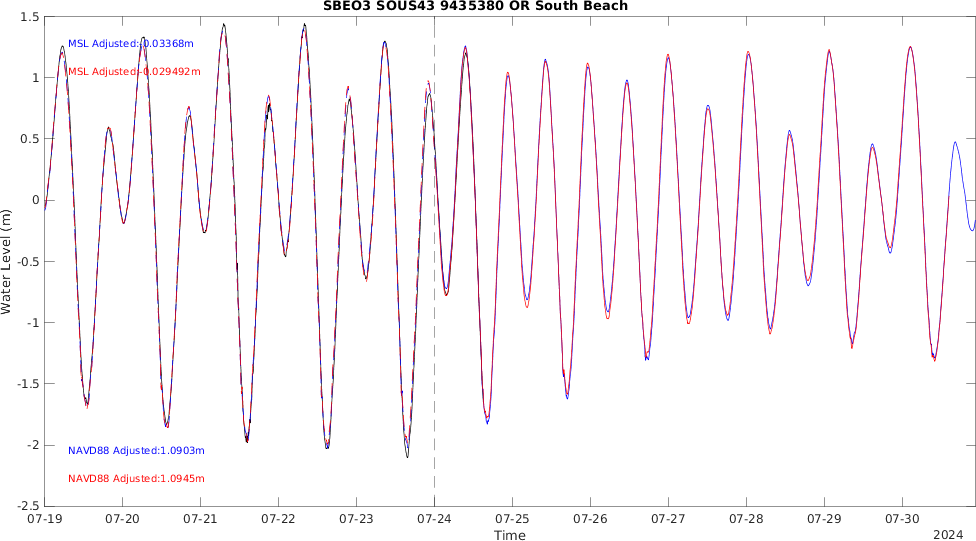 SBEO3 SOUS43 9435380 OR South Beach
1.5
MSL Adjusted:-0.03368m
MSL Adjusted:-0.029492m
1
0.5
0
-0.5
-1
-1.5
-2
-2.5
Water Level (m)
NAVD88 Adjusted:1.0903m
NAVD88 Adjusted:1.0945m
07-19 07-20 07-21 07-22 07-23 07-24 07-25 07-26 07-27 07-28 07-29 07-30
Time
2024